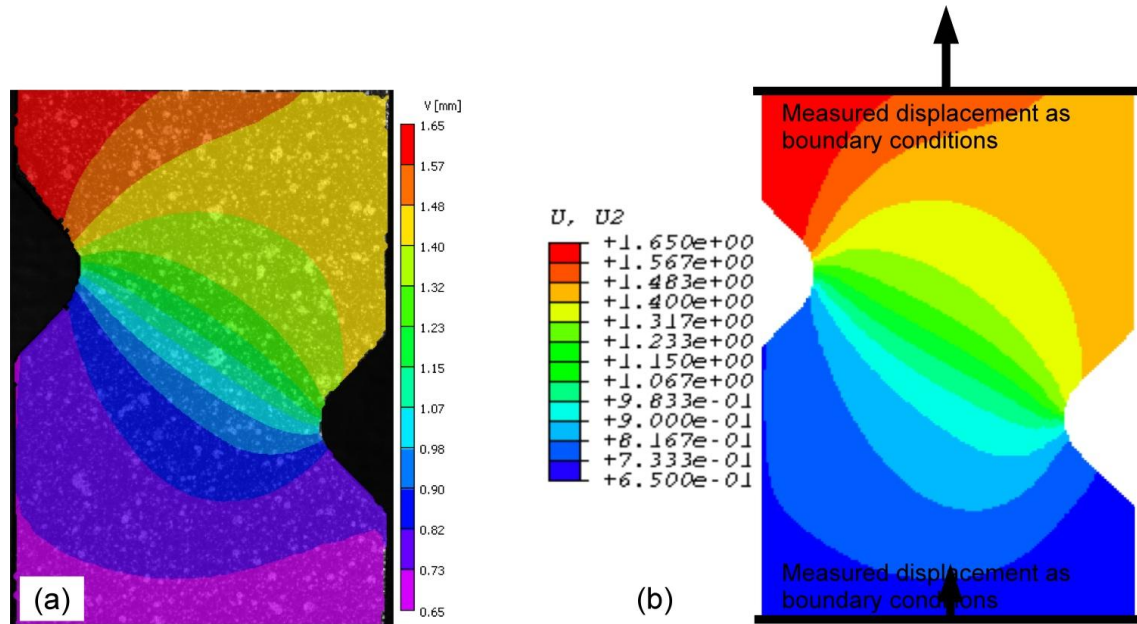 V [mm]
1.65
1.57
1.48
1.40
1.32
1.23
1.15
1.07
0.98
0.90
0.82
0.73
0.65
(a)
Measured displacement as
boundary conditions
U, U2
+1.650e+00
+1.567e+00
+1.483e+00
+1.400e+00
+1.317e+00
+1.233e+00
+1.150e+00
+1.067e+00
+9.833e-01
+9.000e-01
+8.167e-01
+7.333e-01
+6.500e-01
Measured displacement as
boundary conditions
(b)